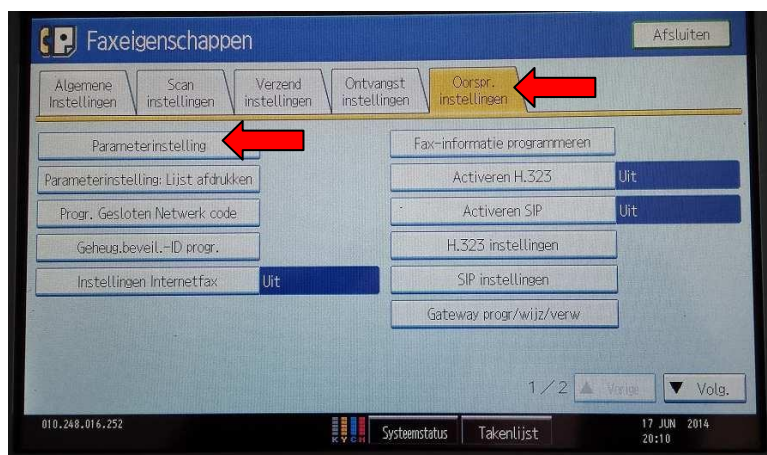 Faxeigenschappen
Afsluiten
Algemene
Instellingen
Scan
instellingen
Verzend
instellingen
Ontvangst
instellingen
Oorspr.
instellingen
Parameterinstelling
Fax-informatie programmeren
Parameterinstelling: Lijst afdrukken
Activeren H.323
Uit
Progr. Gesloten Netwerk code
Activeren SIP
Uit
Geheug.beveil.-ID progr.
H.323 instellingen
Instellingen Internetfax
Uit
SIP instellingen
Gateway progr/wijz/verw
1/2
▲ Vorige
▼ Volg.
010.248.016.252
K Y C M
Systeemstatus
Takenlijst
17 JUN 2014
20:10